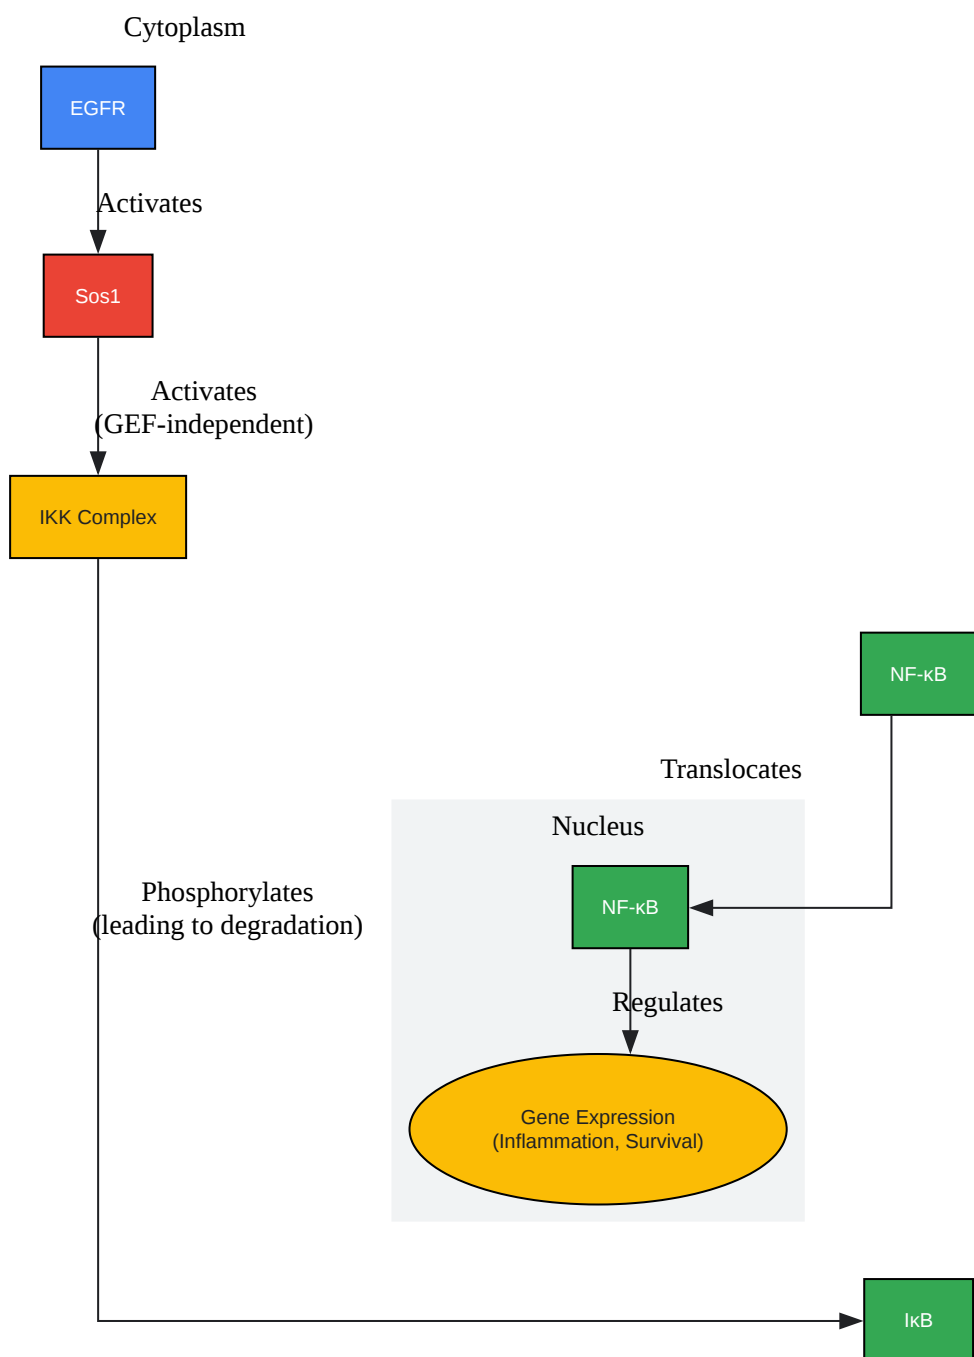 Cytoplasm
EGFR
Activates
Sos1
Activates
(GEF-independent)
IKK Complex
NF-κB
Translocates
Nucleus
Phosphorylates
(leading to degradation)
NF-κB
Regulates
Gene Expression
(Inflammation, Survival)
IκB